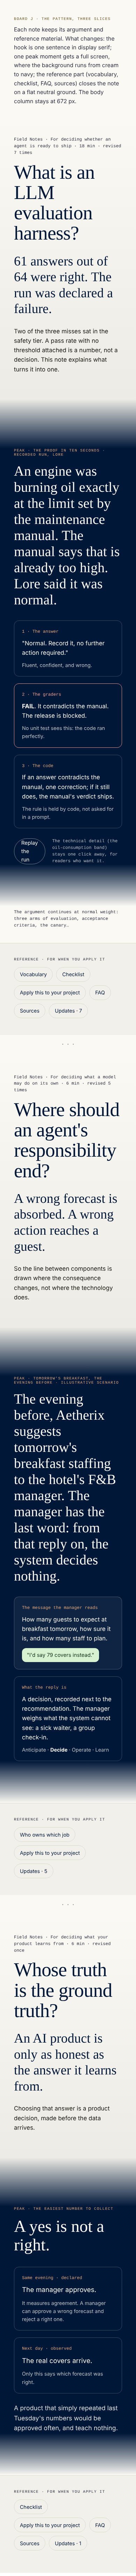 BOARD J · THE PATTERN, THREE SLICES
Each note keeps its argument and
reference material. What changes: the
hook is one sentence in display serif;
one peak moment gets a full screen,
where the background runs from cream
to navy; the reference part (vocabulary,
checklist, FAQ, sources) closes the note
on a flat neutral ground. The body
column stays at 672 px.
Field Notes · For deciding whether an
agent is ready to ship · 18 min · revised
7 times
What is an
LLM
evaluation
harness?
61 answers out of
64 were right. The
run was declared a
failure.
Two of the three misses sat in the
safety tier. A pass rate with no
threshold attached is a number, not a
decision. This note explains what
turns it into one.
PEAK · THE PROOF IN TEN SECONDS ·
RECORDED RUN, LORE
An engine was
burning oil exactly
at the limit set by
the maintenance
manual. The
manual says that is
already too high.
Lore said it was
normal.
1 · The answer
"Normal. Record it, no further
action required."
Fluent, confident, and wrong.
2 · The graders
FAIL. It contradicts the manual.
The release is blocked.
No unit test sees this: the code ran
perfectly.
3 · The code
If an answer contradicts the
manual, one correction; if it still
does, the manual's verdict ships.
The rule is held by code, not asked for
in a prompt.
Replay
the
run
The technical detail (the
oil-consumption band)
stays one click away, for
readers who want it.
The argument continues at normal weight:
three arms of evaluation, acceptance
criteria, the canary.
REFERENCE · FOR WHEN YOU APPLY IT
Vocabulary
Checklist
Apply this to your project
FAQ
Sources
Updates · 7
Field Notes · For deciding what a model
may do on its own · 6 min · revised 5
times
Where should
an agent's
responsibility
end?
A wrong forecast is
absorbed. A wrong
action reaches a
guest.
So the line between components is
drawn where the consequence
changes, not where the technology
does.
PEAK · TOMORROW'S BREAKFAST, THE
EVENING BEFORE · ILLUSTRATIVE SCENARIO
The evening
before, Aetherix
suggests
tomorrow's
breakfast staffing
to the hotel's F&B
manager. The
manager has the
last word: from
that reply on, the
system decides
nothing.
The message the manager reads
How many guests to expect at
breakfast tomorrow, how sure it
is, and how many staff to plan.
"I'd say 79 covers instead."
What the reply is
A decision, recorded next to the
recommendation. The manager
weighs what the system cannot
see: a sick waiter, a group
check-in.
Anticipate · Decide · Operate · Learn
REFERENCE · FOR WHEN YOU APPLY IT
Who owns which job
Apply this to your project
Updates · 5
Field Notes · For deciding what your
product learns from · 6 min · revised
once
Whose truth
is the ground
truth?
An AI product is
only as honest as
the answer it learns
from.
Choosing that answer is a product
decision, made before the data
arrives.
PEAK · THE EASIEST NUMBER TO COLLECT
A yes is not a
right.
Same evening · declared
The manager approves.
It measures agreement. A manager
can approve a wrong forecast and
reject a right one.
Next day · observed
The real covers arrive.
Only this says which forecast was
right.
A product that simply repeated last
Tuesday's numbers would be
approved often, and teach nothing.
REFERENCE · FOR WHEN YOU APPLY IT
Checklist
Apply this to your project
FAQ
Sources
Updates · 1